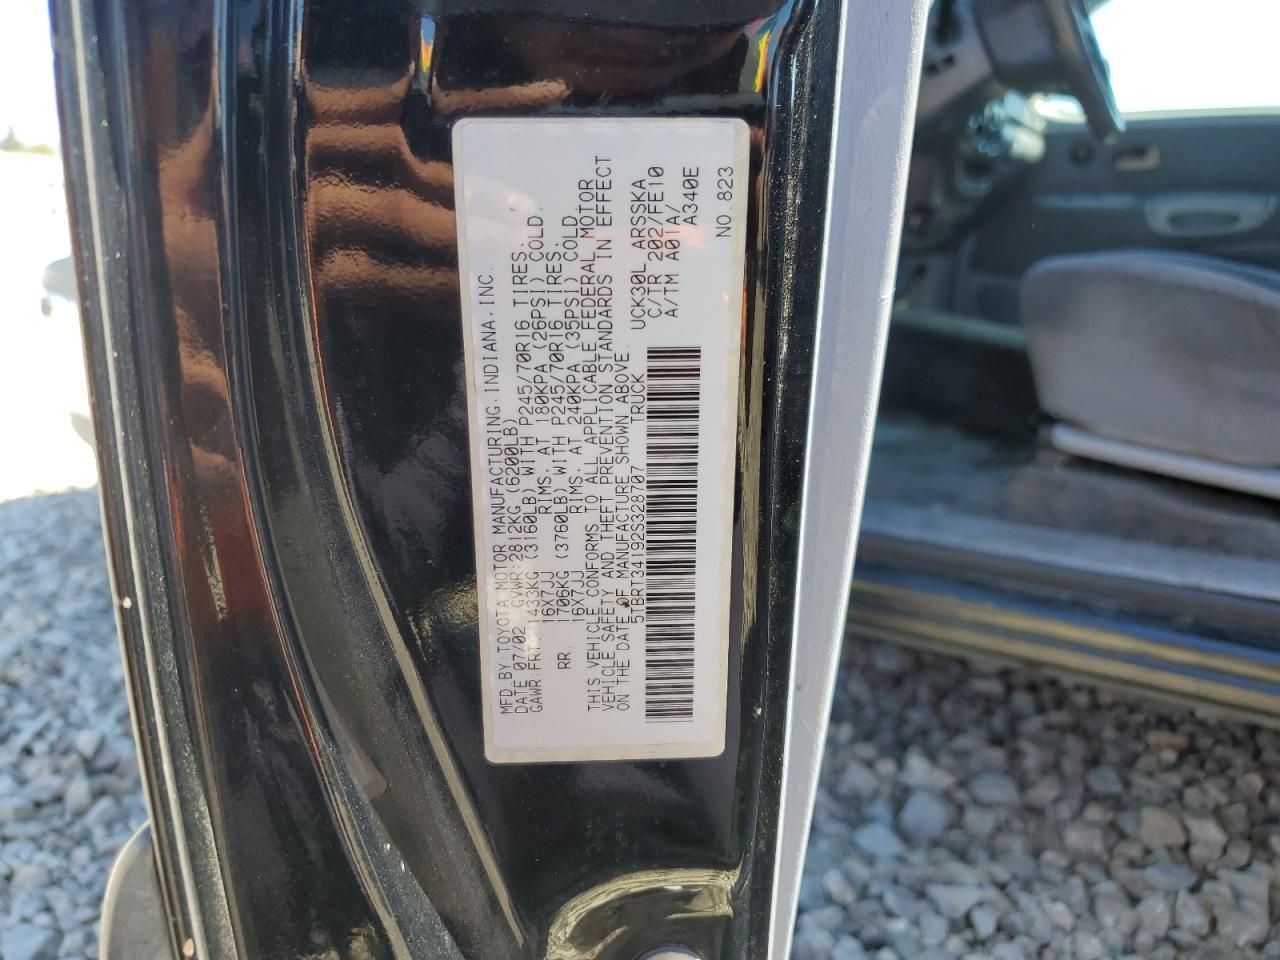 MFD.BY:TOYOTA MOTOR MANUFACTURING.INDIANA.INC.
DATE:07/02 GVWR:2812KG(6200LB)
GAWR:FRT. 1433KG(3160LB)WITH P245/70R16 TIRES,
16X7JJ RIMS AT 180KPA(26PSI)COLD.
RR. 1706KG(3760LB)WITH P245/70R16 TIRES.
16X7JJ RIMS AT 240KPA(35PSI)COLD.
THIS VEHICLE CONFORMS TO ALL APPLICABLE FEDERAL MOTOR
VEHICLE SAFETY AND THEFT PREVENTION STANDARDS IN EFFECT
ON THE DATE OF MANUFACTURE SHOWN ABOVE.
5TBRT34192S328707 TRUCK
UCK30L ARSSKA
C/TR 202/FE10
A/TM A01A/
A340E
NO.823